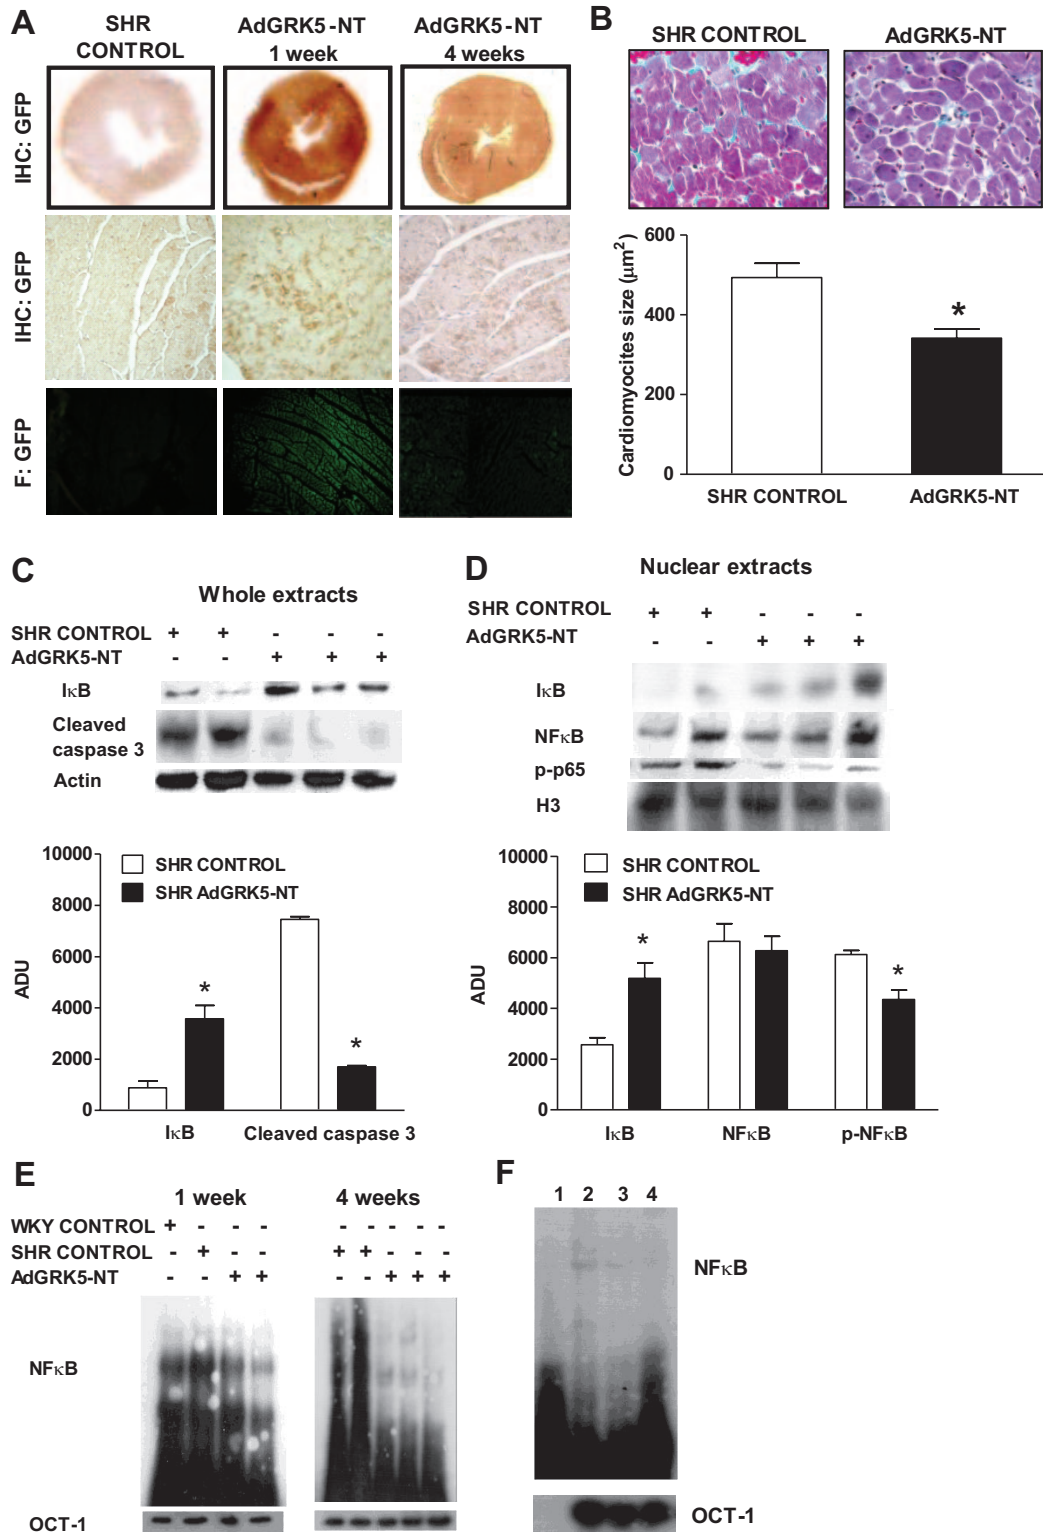 A
SHR CONTROL
AdGRK5-NT 1 week
AdGRK5-NT 4 weeks
IHC: GFP
IHC: GFP
F: GFP
B
SHR CONTROL
AdGRK5-NT
Cardiomyocites size (μm²)
600
400
200
0
*
SHR CONTROL
AdGRK5-NT
C
Whole extracts
SHR CONTROL + + - - -
AdGRK5-NT - - + + +
IκB
Cleaved caspase 3
Actin
ADU
10000
8000
6000
4000
2000
0
SHR CONTROL
SHR AdGRK5-NT
*
*
IκB
Cleaved caspase 3
D
Nuclear extracts
SHR CONTROL + + - - -
AdGRK5-NT - - + + +
IκB
NFκB
p-p65
H3
ADU
10000
8000
6000
4000
2000
0
SHR CONTROL
SHR AdGRK5-NT
*
*
IκB
NFκB
p-NFκB
E
1 week
4 weeks
WKY CONTROL + - - - - - - - -
SHR CONTROL - + - - + + - - -
AdGRK5-NT - - + + - - + + +
NFκB
OCT-1
F
1 2 3 4
NFκB
OCT-1